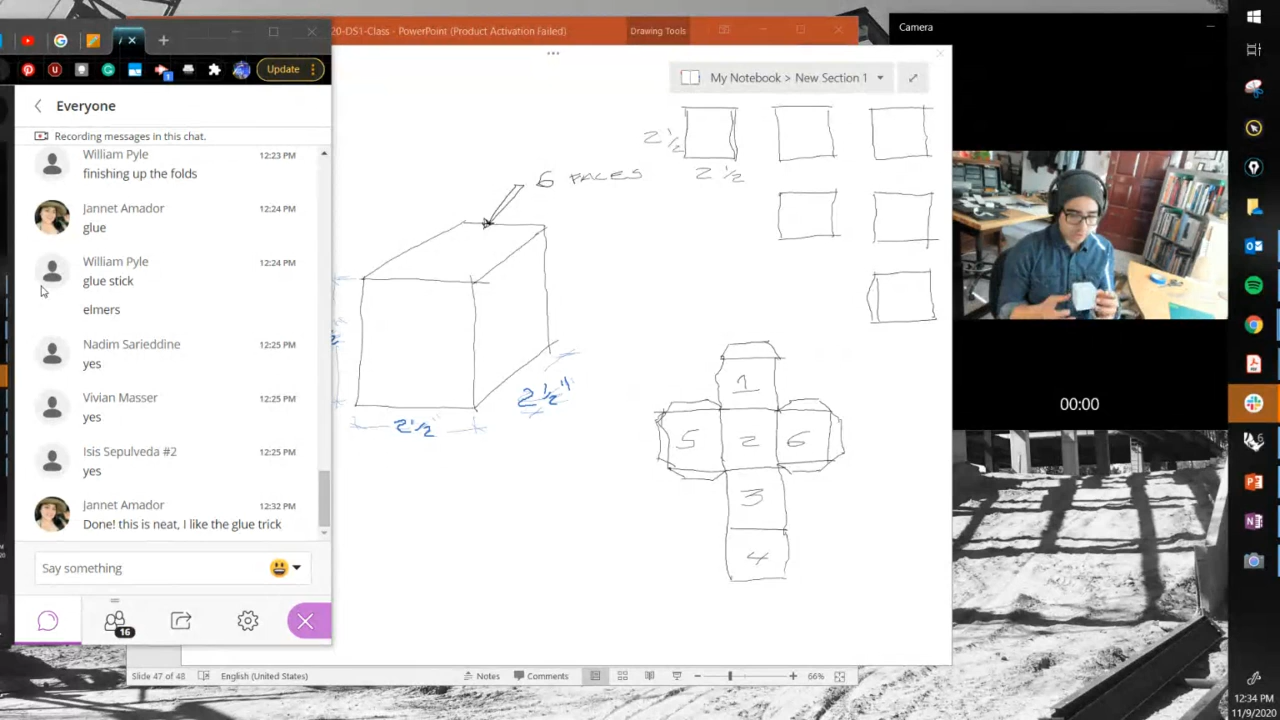 20-DS1-Class - PowerPoint (Product Activation Failed)
Drawing Tools
Camera
Update
My Notebook > New Section 1
Everyone
Recording messages in this chat.
William Pyle 12:23 PM
finishing up the folds
Jannet Amador 12:24 PM
glue
William Pyle 12:24 PM
glue stick
elmers
Nadim Sarieddine 12:25 PM
yes
Vivian Masser 12:25 PM
yes
Isis Sepulveda #2 12:25 PM
yes
Jannet Amador 12:32 PM
Done! this is neat, I like the glue trick
Say something
16
6 FACES
2 ½
2 ½
2 ½"
2 ½"
1
5 2 6
3
4
00:00
Slide 47 of 48
English (United States)
Notes
Comments
66%
12:34 PM
11/9/2020